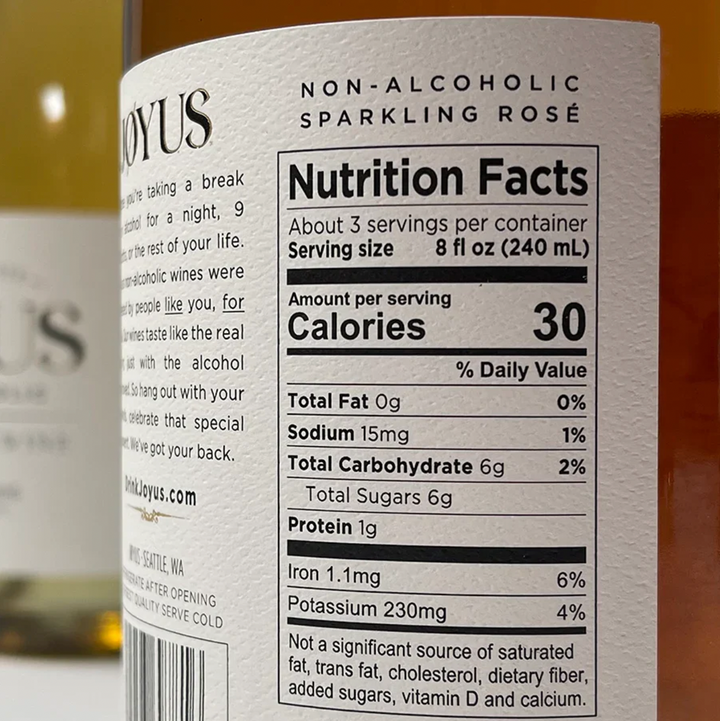 JØYUS
you're taking a break
alcohol for a night, 9
or the rest of your life.
non-alcoholic wines were
by people like you, for
wines taste like the real
just with the alcohol
So hang out with your
celebrate that special
We've got your back.
DrinkJoyus.com
JØYUS · SEATTLE, WA
REFRIGERATE AFTER OPENING
QUALITY SERVE COLD
NON-ALCOHOLIC
SPARKLING ROSÉ
Nutrition Facts
About 3 servings per container
Serving size 8 fl oz (240 mL)
Amount per serving
Calories 30
% Daily Value
Total Fat 0g 0%
Sodium 15mg 1%
Total Carbohydrate 6g 2%
Total Sugars 6g
Protein 1g
Iron 1.1mg 6%
Potassium 230mg 4%
Not a significant source of saturated
fat, trans fat, cholesterol, dietary fiber,
added sugars, vitamin D and calcium.